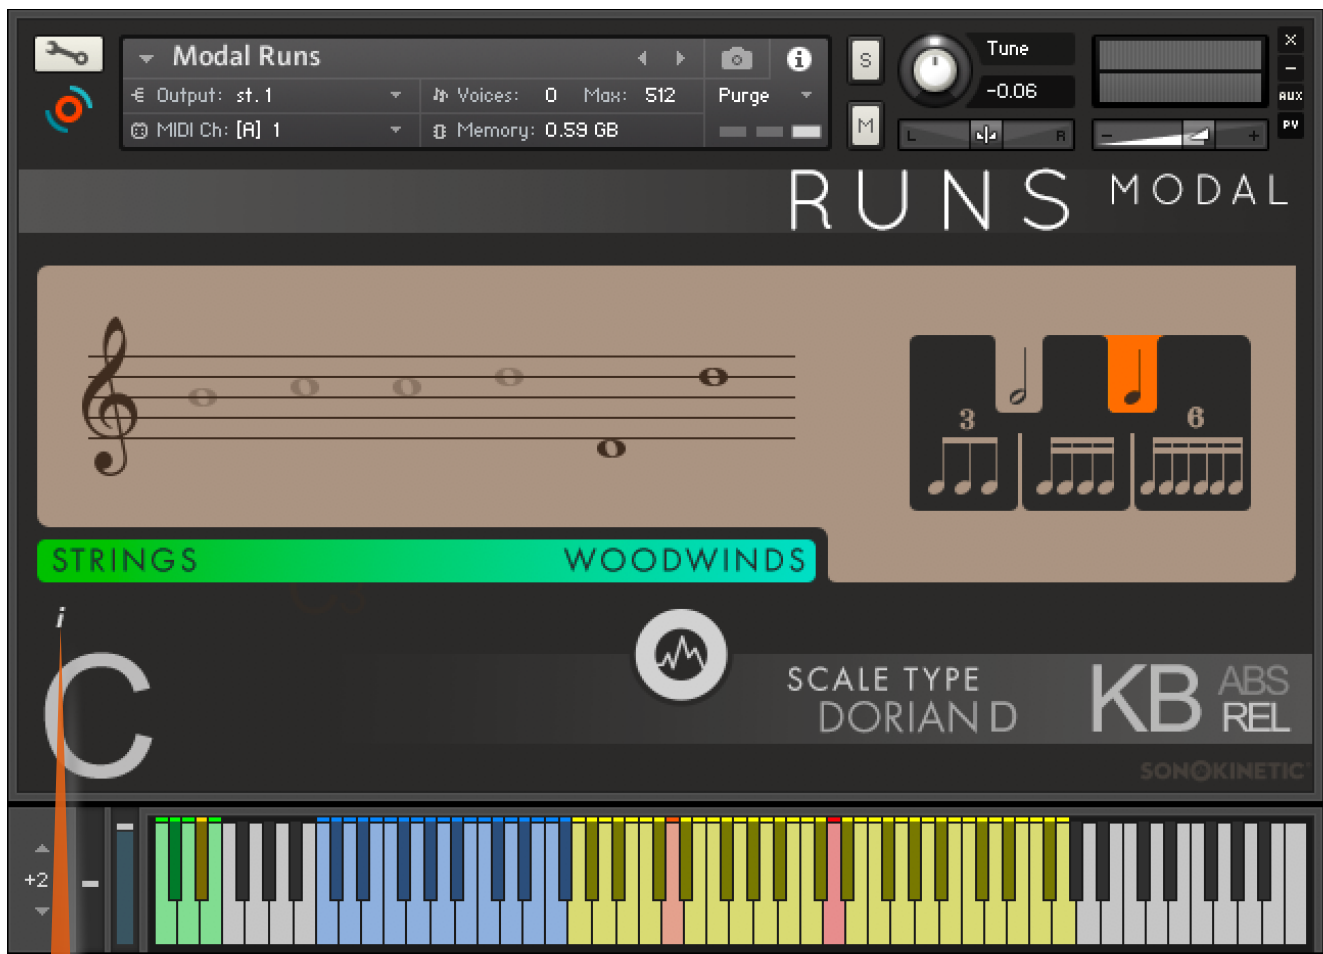 Modal Runs
i
Output: st.1
Voices: 0 Max: 512
Purge
MIDI Ch: [A] 1
Memory: 0.59 GB
S
M
Tune
-0.06
L
R
-
+
X
-
AUX
PV
RUNS MODAL
3
6
STRINGS WOODWINDS
i
C
SCALE TYPE
DORIAN D
KB
ABS
REL
SONOKINETIC
+2